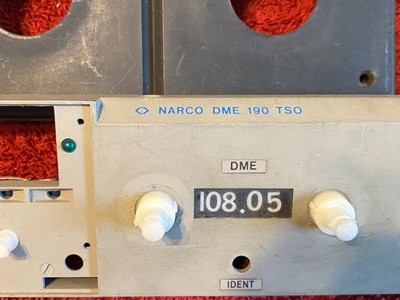 NARCO DME 190 TSO
DME
108.05
IDENT